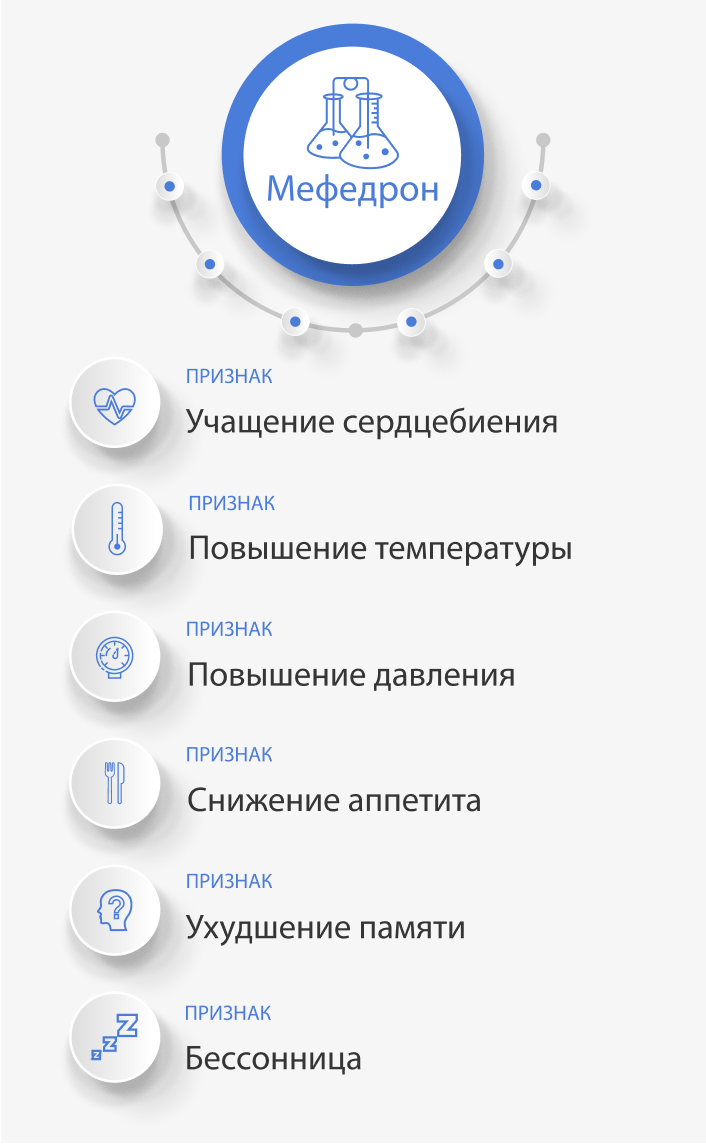 Мефедрон
ПРИЗНАК
Учащение сердцебиения
ПРИЗНАК
Повышение температуры
ПРИЗНАК
Повышение давления
ПРИЗНАК
Снижение аппетита
ПРИЗНАК
Ухудшение памяти
ПРИЗНАК
Бессонница